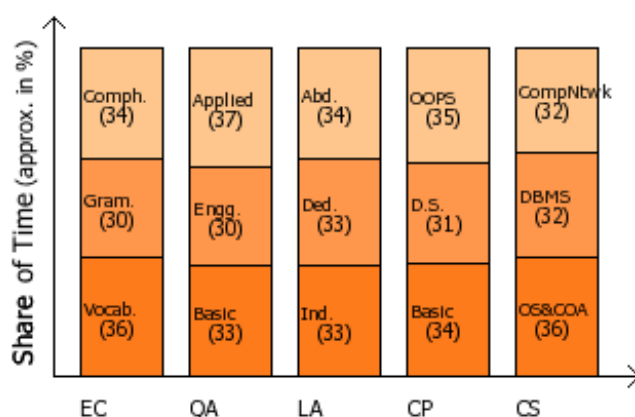 Share of Time (approx. in %)
Comph.
(34)
Gram.
(30)
Vocab.
(36)
Applied
(37)
Engg.
(30)
Basic
(33)
Abd.
(34)
Ded.
(33)
Ind.
(33)
OOPS
(35)
D.S.
(31)
Basic
(34)
CompNtwk
(32)
DBMS
(32)
OS&COA
(36)
EC QA LA CP CS